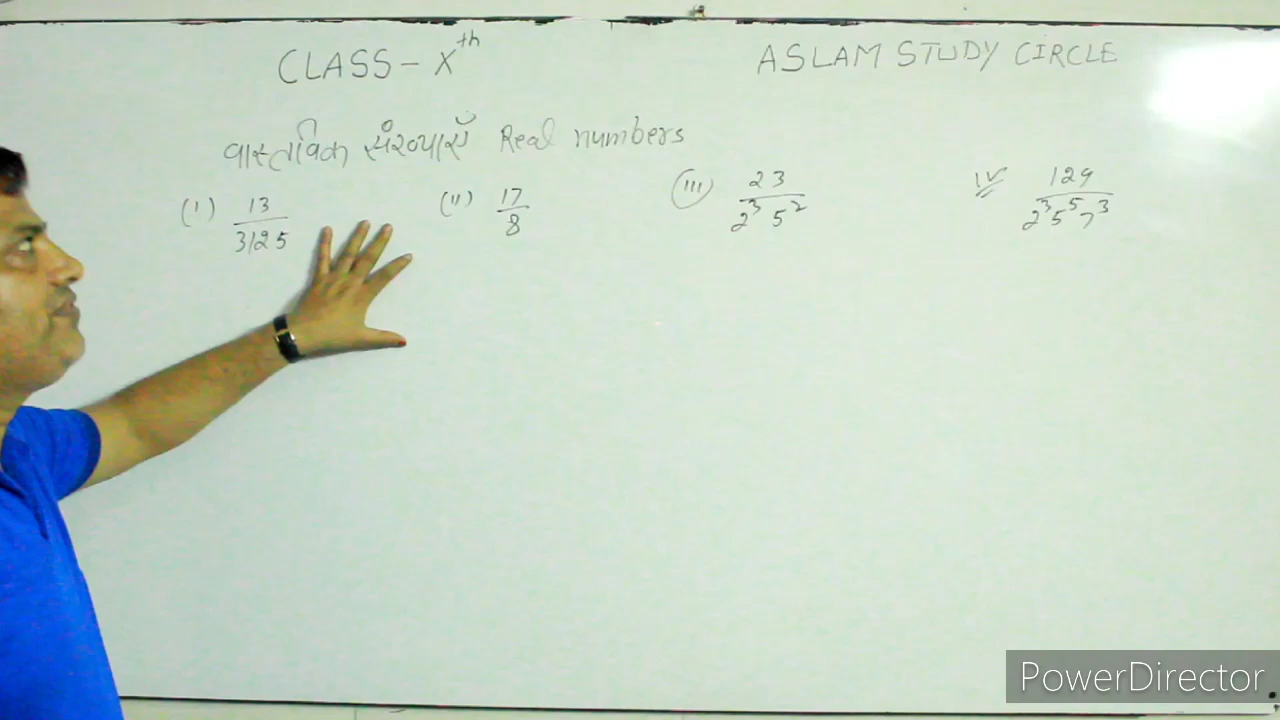 CLASS - Xth
ASLAM STUDY CIRCLE
वास्तविक संख्याएँ Real numbers
(i) 13/3125 (ii) 17/8 (iii) 23/2³5² iv 129/2³5⁵7³
PowerDirector